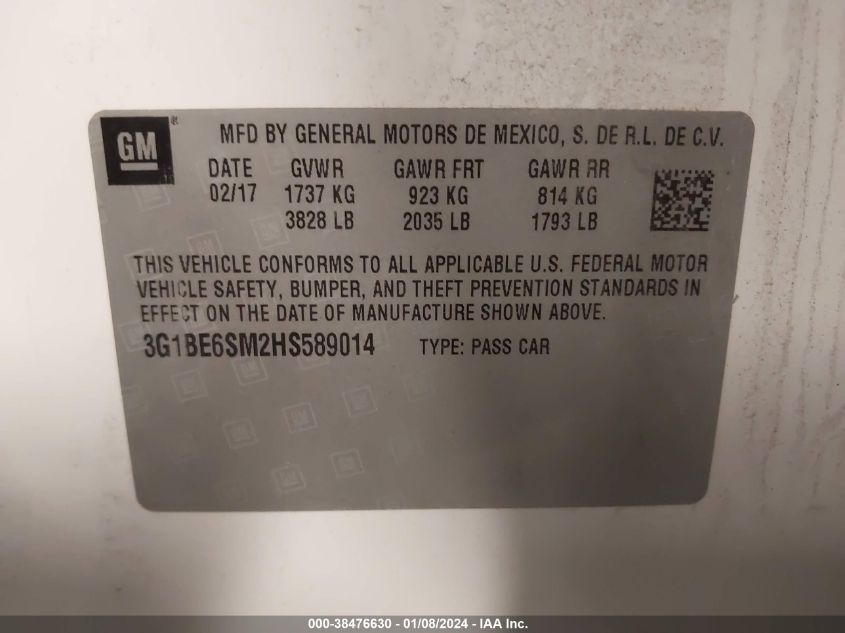 GM® MFD BY GENERAL MOTORS DE MEXICO, S. DE R.L. DE C.V.
DATE GVWR GAWR FRT GAWR RR
02/17 1737 KG 923 KG 814 KG
3828 LB 2035 LB 1793 LB
THIS VEHICLE CONFORMS TO ALL APPLICABLE U.S. FEDERAL MOTOR
VEHICLE SAFETY, BUMPER, AND THEFT PREVENTION STANDARDS IN
EFFECT ON THE DATE OF MANUFACTURE SHOWN ABOVE.
3G1BE6SM2HS589014 TYPE: PASS CAR
000-38476630 - 01/08/2024 - IAA Inc.